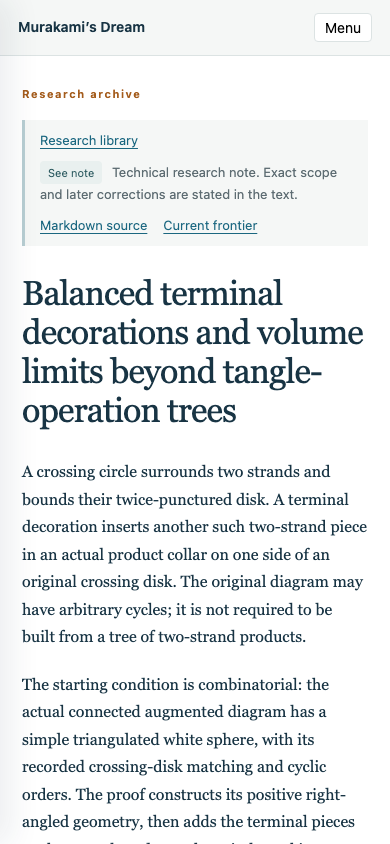 Murakami’s Dream
Menu
Research archive
Research library
See note Technical research note. Exact scope
and later corrections are stated in the text.
Markdown source Current frontier
Balanced terminal
decorations and volume
limits beyond tangle-
operation trees
A crossing circle surrounds two strands and
bounds their twice-punctured disk. A terminal
decoration inserts another such two-strand piece
in an actual product collar on one side of an
original crossing disk. The original diagram may
have arbitrary cycles; it is not required to be
built from a tree of two-strand products.
The starting condition is combinatorial: the
actual connected augmented diagram has a
simple triangulated white sphere, with its
recorded crossing-disk matching and cyclic
orders. The proof constructs its positive right-
angled geometry, then adds the terminal pieces